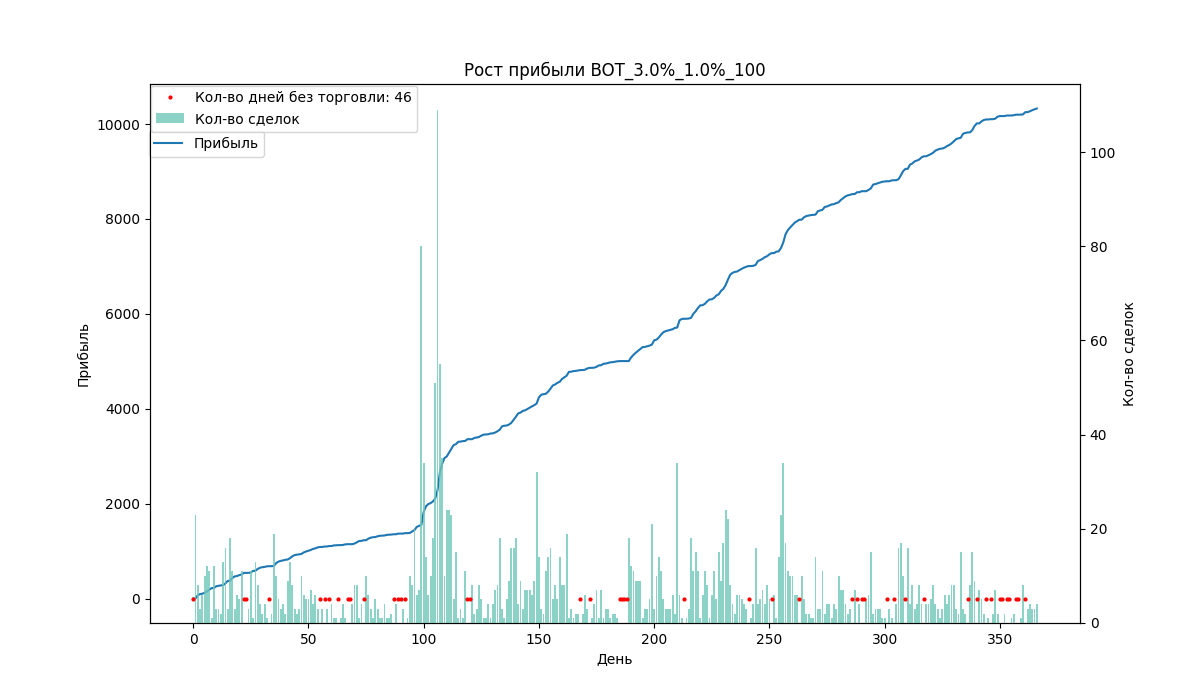 Рост прибыли BOT_3.0%_1.0%_100
Кол-во дней без торговли: 46
Кол-во сделок
Прибыль
10000
8000
6000
4000
2000
0
Прибыль
100
80
60
40
20
0
Кол-во сделок
0 50 100 150 200 250 300 350
День